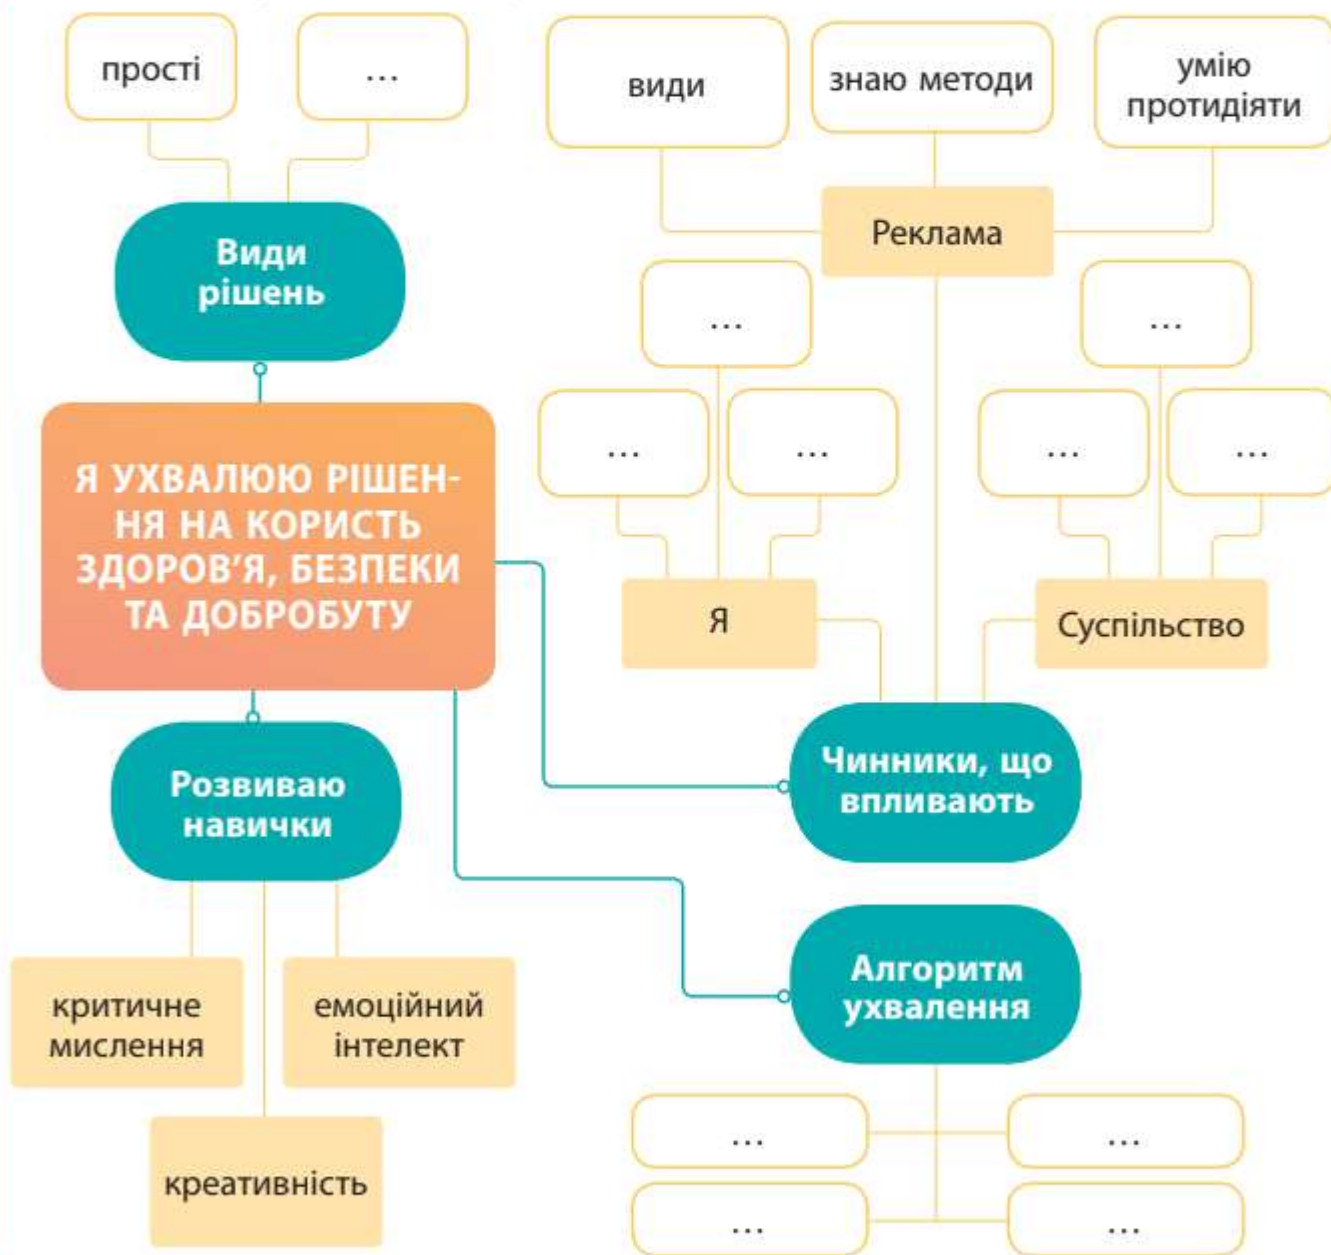 прості
...
види
знаю методи
умію
протидіяти
Реклама
Види
рішень
...
...
...
...
...
...
...
Я УХВАЛЮЮ РІШЕН-
НЯ НА КОРИСТЬ
ЗДОРОВ’Я, БЕЗПЕКИ
ТА ДОБРОБУТУ
Я
Суспільство
Розвиваю
навички
Чинники, що
впливають
критичне
мислення
емоційний
інтелект
креативність
Алгоритм
ухвалення
...
...
...
...